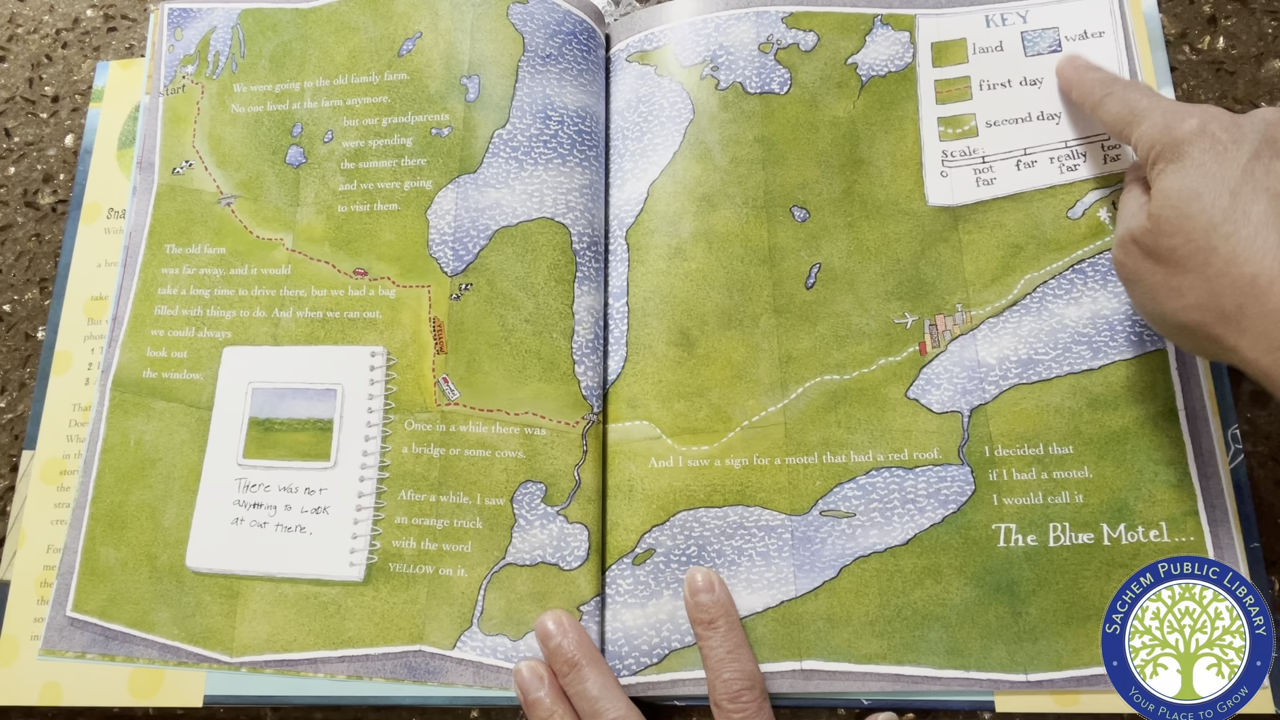 start
We were going to the old family farm.
No one lived at the farm anymore,
but our grandparents
were spending
the summer there
and we were going
to visit them.
The old farm
was far away, and it would
take a long time to drive there, but we had a bag
filled with things to do. And when we ran out,
we could always
look out
the window.
There was not
anything to look
at out there.
YELLOW
Once in a while there was
a bridge or some cows.
After a while, I saw
an orange truck
with the word
YELLOW on it.
KEY
land
water
first day
second day
scale:
0
not far
far
really far
too far
And I saw a sign for a motel that had a red roof.
I decided that
if I had a motel,
I would call it
The Blue Motel...
SACHEM PUBLIC LIBRARY
YOUR PLACE TO GROW